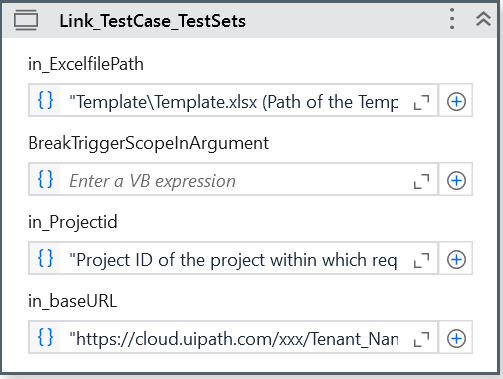 Link_TestCase_TestSets
in_ExcelfilePath
{} "Template\Template.xlsx (Path of the Temp
BreakTriggerScopeInArgument
{} Enter a VB expression
in_Projectid
{} "Project ID of the project within which req
in_baseURL
{} "https://cloud.uipath.com/xxx/Tenant_Nan